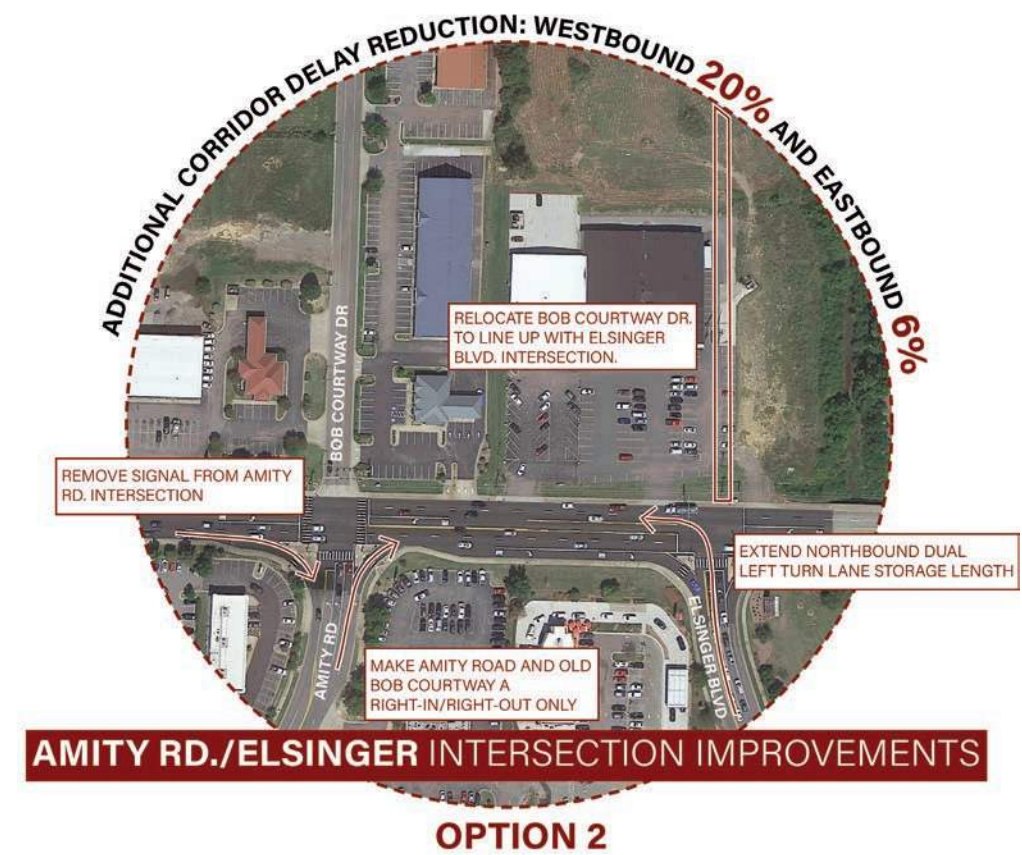 ADDITIONAL CORRIDOR DELAY REDUCTION: WESTBOUND 20% AND EASTBOUND 6%
BOB COURTWAY DR
RELOCATE BOB COURTWAY DR.
TO LINE UP WITH ELSINGER
BLVD. INTERSECTION.
REMOVE SIGNAL FROM AMITY
RD. INTERSECTION
EXTEND NORTHBOUND DUAL
LEFT TURN LANE STORAGE LENGTH
AMITY RD
ELSINGER BLVD
MAKE AMITY ROAD AND OLD
BOB COURTWAY A
RIGHT-IN/RIGHT-OUT ONLY
AMITY RD./ELSINGER INTERSECTION IMPROVEMENTS
OPTION 2